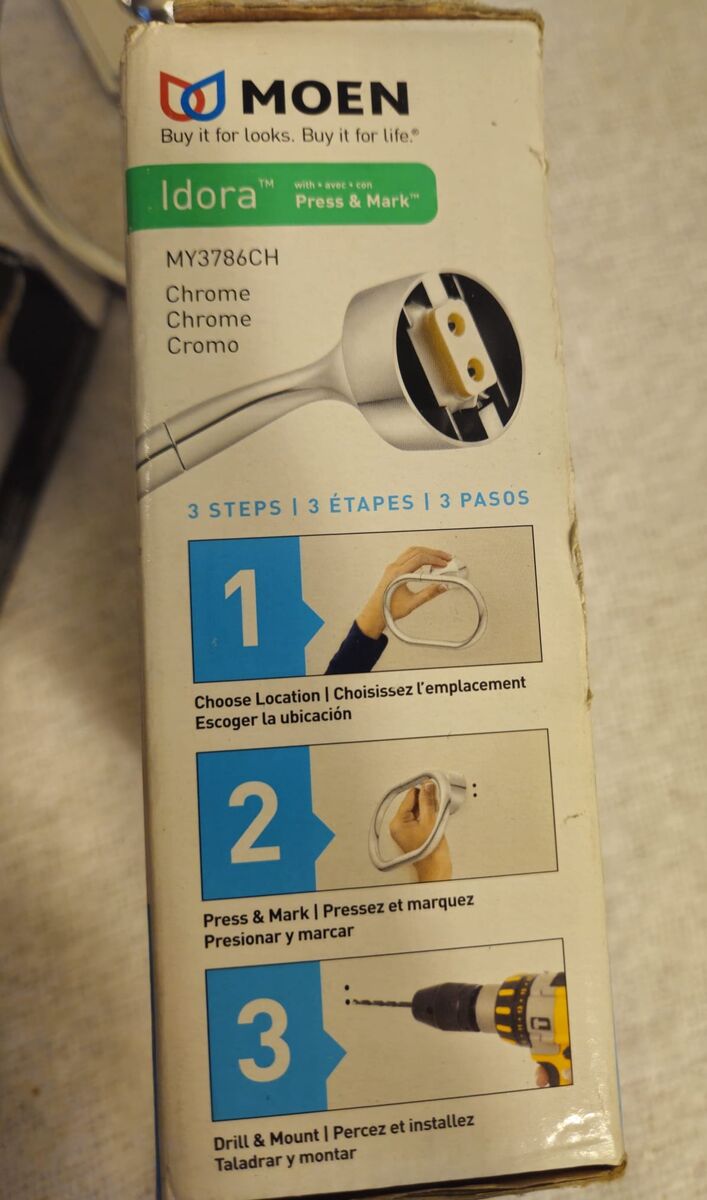 MOEN
Buy it for looks. Buy it for life.®
Idora™
with • avec • con
Press & Mark™
MY3786CH
Chrome
Chrome
Cromo
3 STEPS | 3 ÉTAPES | 3 PASOS
1
Choose Location | Choisissez l'emplacement
Escoger la ubicación
2
Press & Mark | Pressez et marquez
Presionar y marcar
3
Drill & Mount | Percez et installez
Taladrar y montar